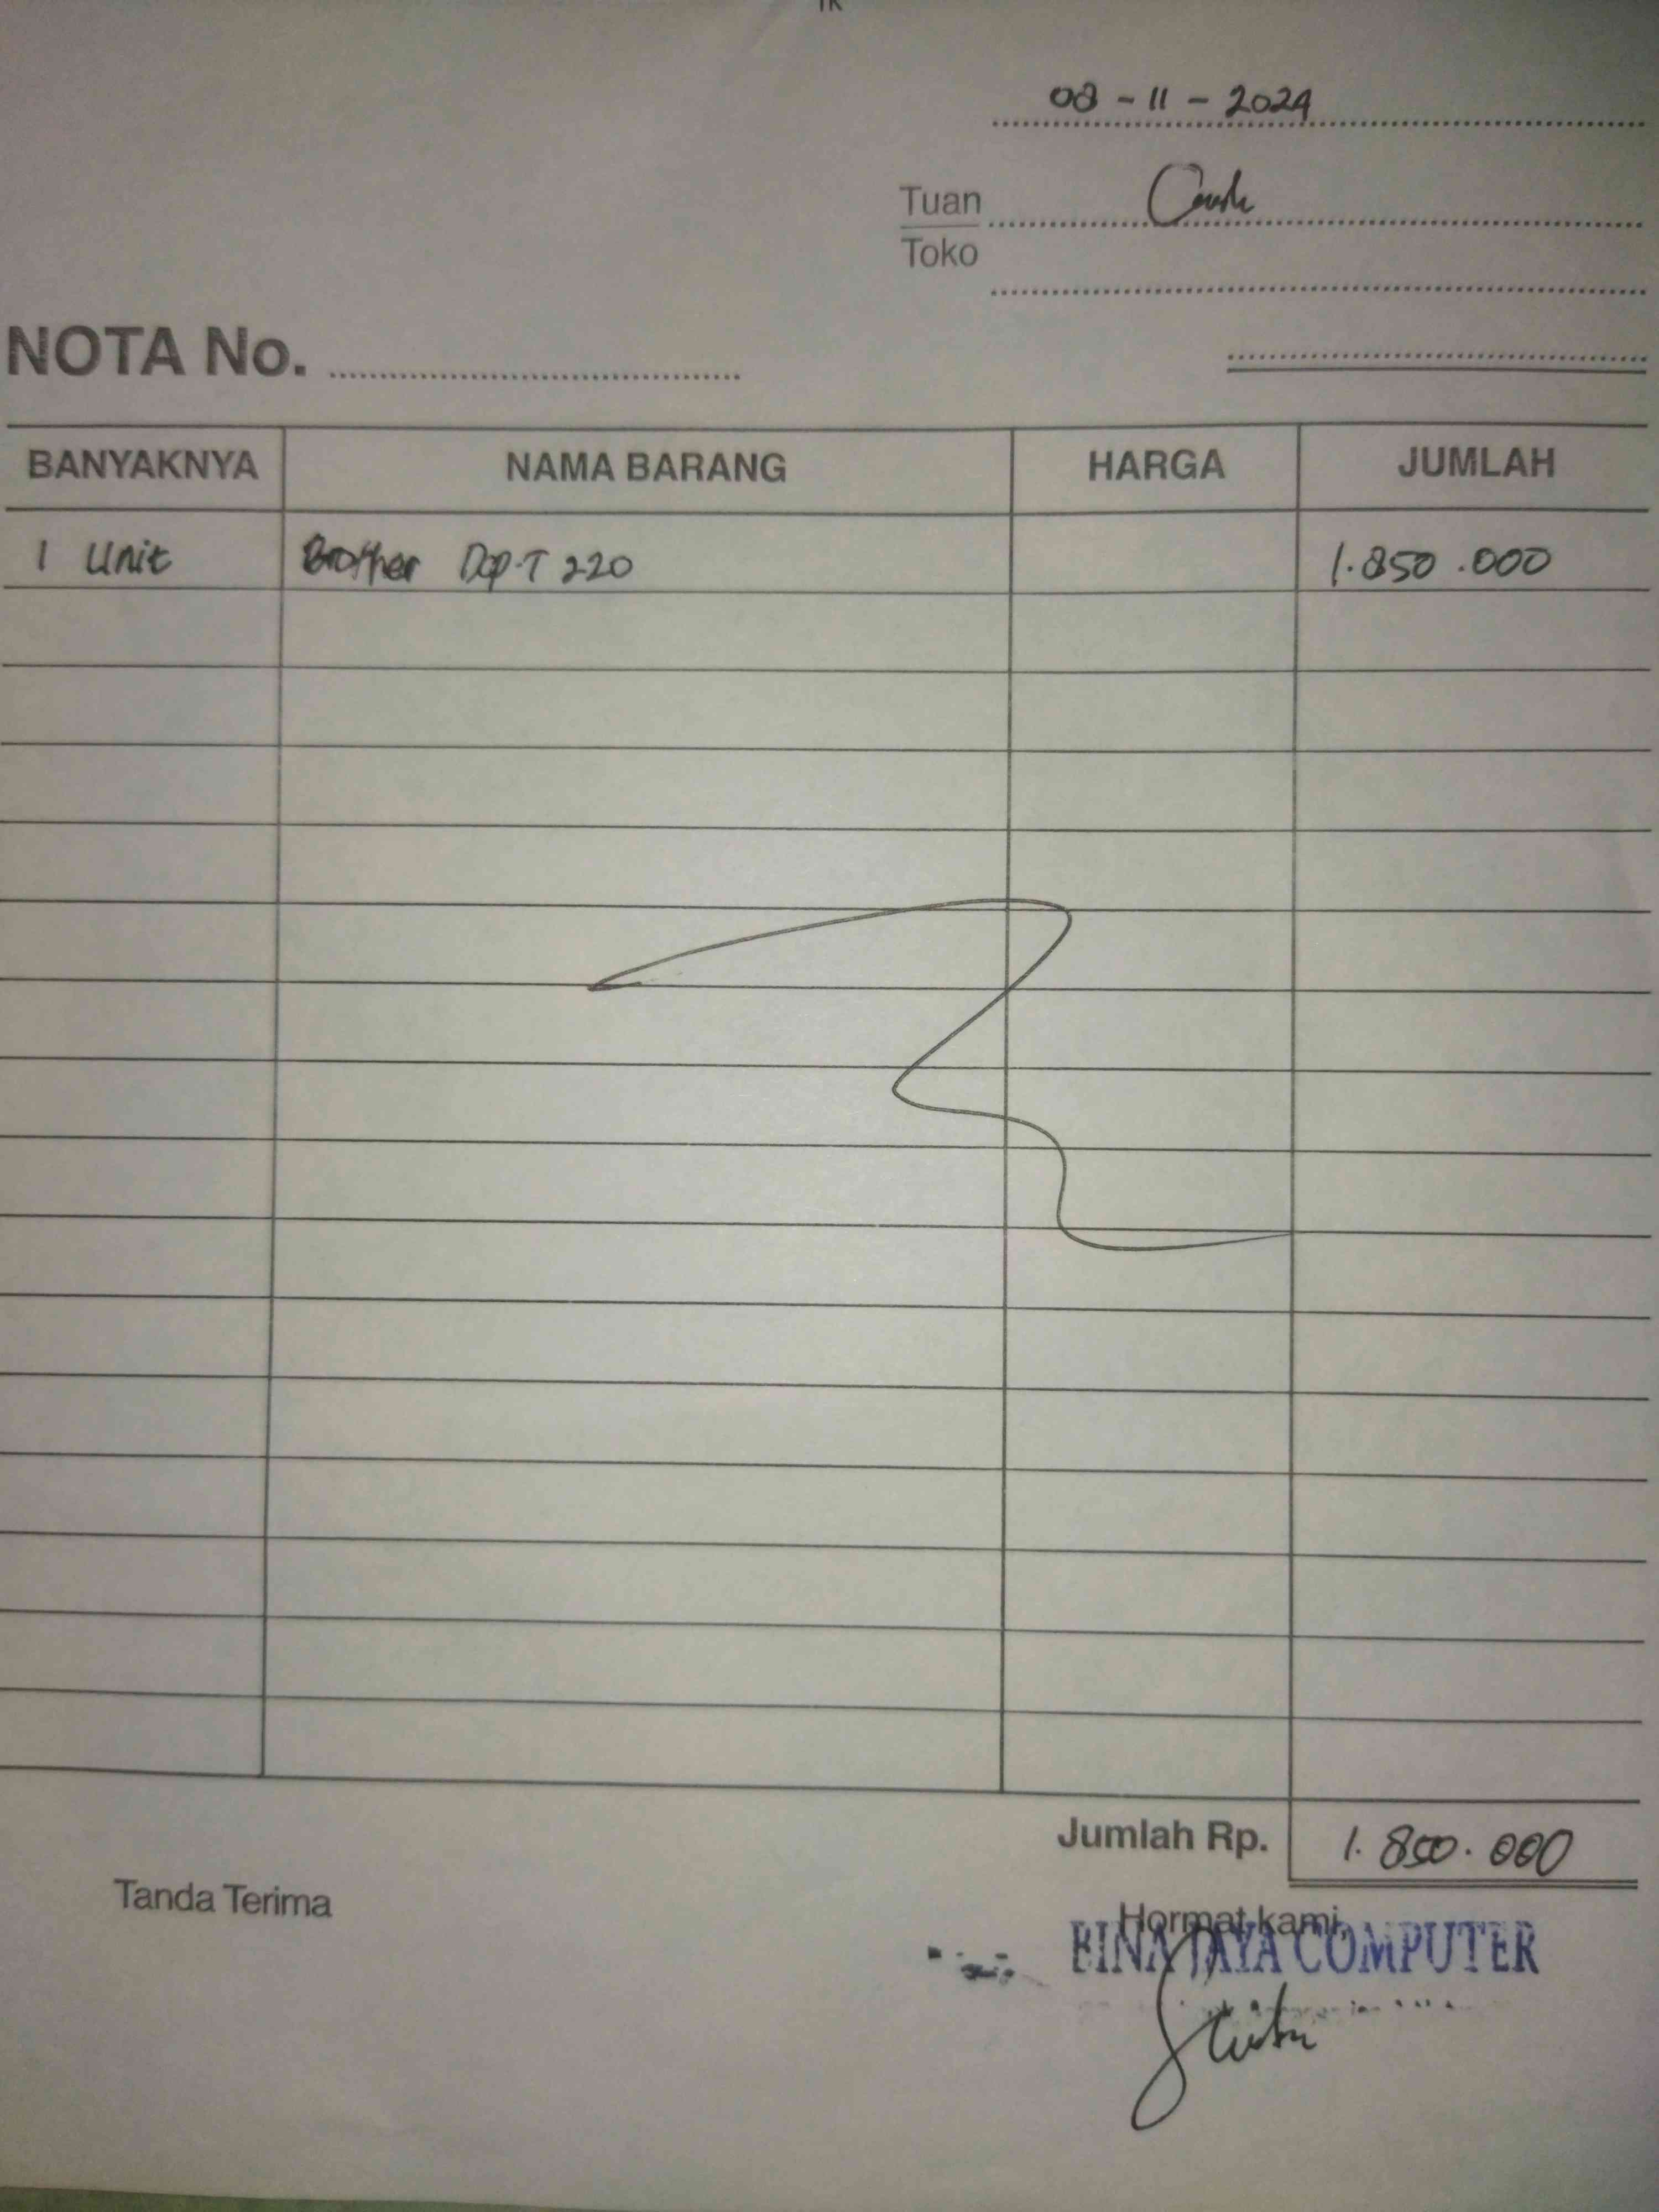 08 - 11 - 2024
Tuan Cash
Toko
NOTA No.
BANYAKNYA NAMA BARANG HARGA JUMLAH
1 Unit Brother Dcp-T 220 1.850.000
Jumlah Rp. 1.850.000
Tanda Terima
Hormat kami,
BINA JAYA COMPUTER